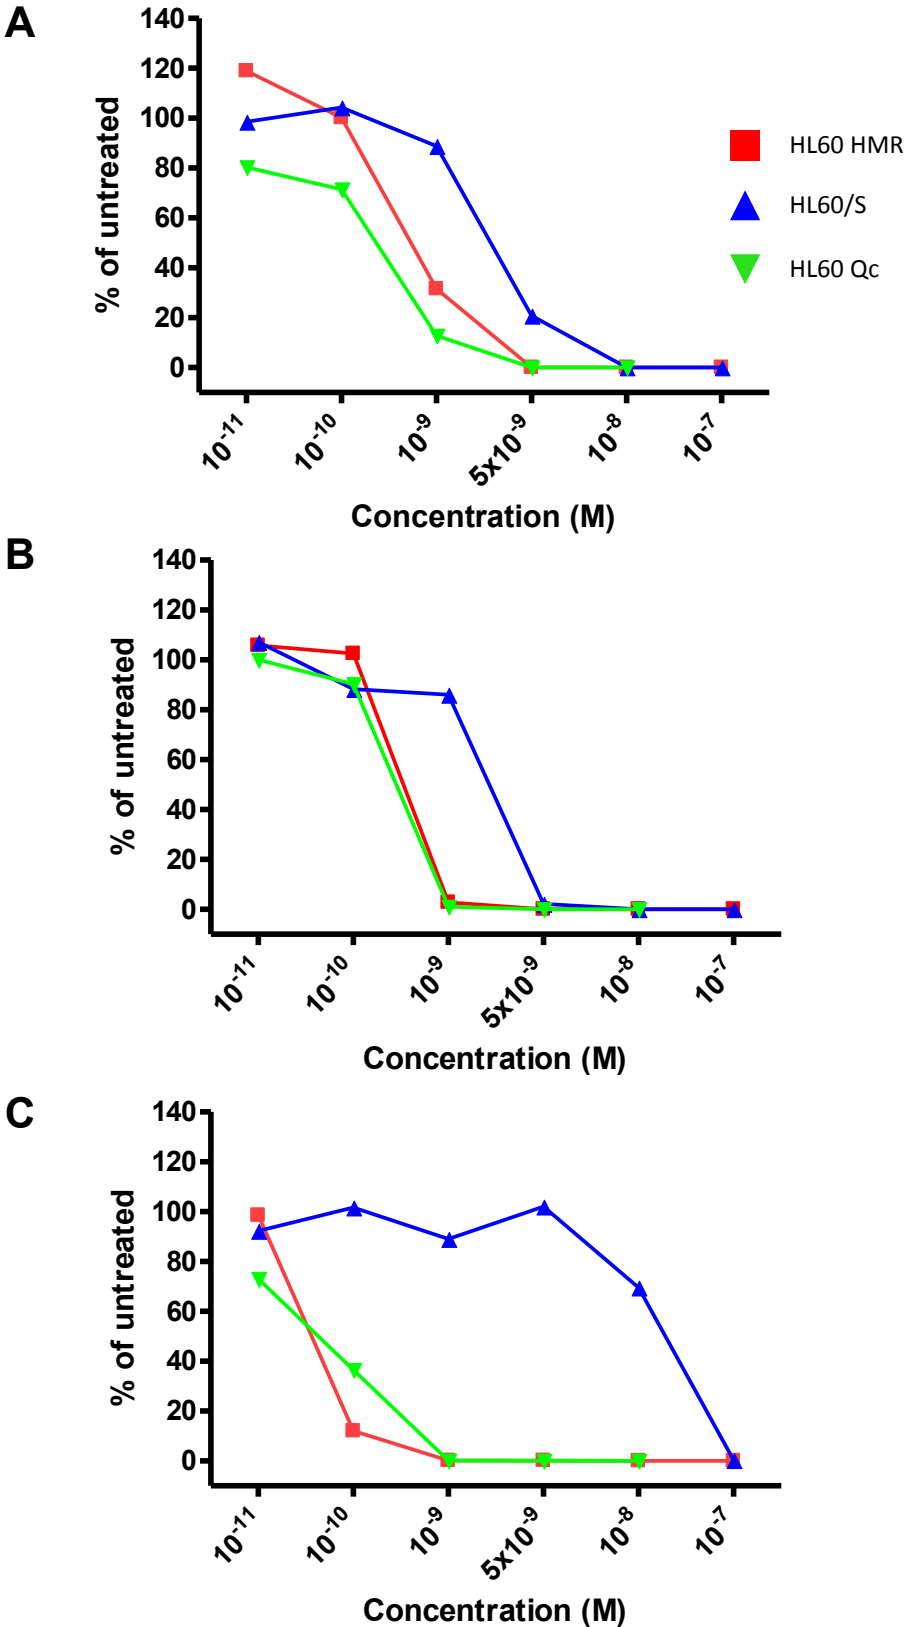 A
140
120
100
80
60
40
20
0
% of untreated
10⁻¹¹ 10⁻¹⁰ 10⁻⁹ 5x10⁻⁹ 10⁻⁸ 10⁻⁷
Concentration (M)
HL60 HMR
HL60/S
HL60 Qc
B
140
120
100
80
60
40
20
0
% of untreated
10⁻¹¹ 10⁻¹⁰ 10⁻⁹ 5x10⁻⁹ 10⁻⁸ 10⁻⁷
Concentration (M)
C
140
120
100
80
60
40
20
0
% of untreated
10⁻¹¹ 10⁻¹⁰ 10⁻⁹ 5x10⁻⁹ 10⁻⁸ 10⁻⁷
Concentration (M)